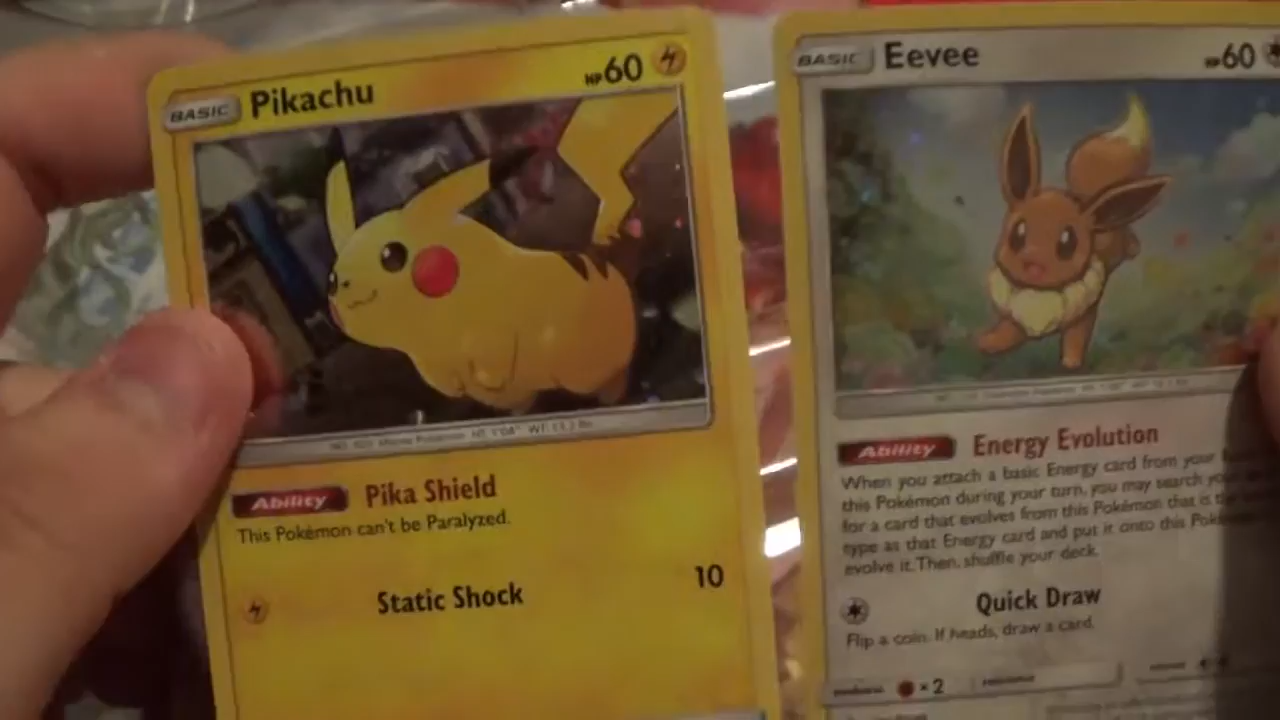 BASIC Pikachu HP60
Ability Pika Shield
This Pokémon can't be Paralyzed.
Static Shock 10
BASIC Eevee HP60
Ability Energy Evolution
When you attach a basic Energy card from your
this Pokémon during your turn, you may search
for a card that evolves from this Pokémon that is the
type as that Energy card and put it onto this
evolve it. Then, shuffle your deck.
Quick Draw
Flip a coin. If heads, draw a card.
weakness ×2 resistance